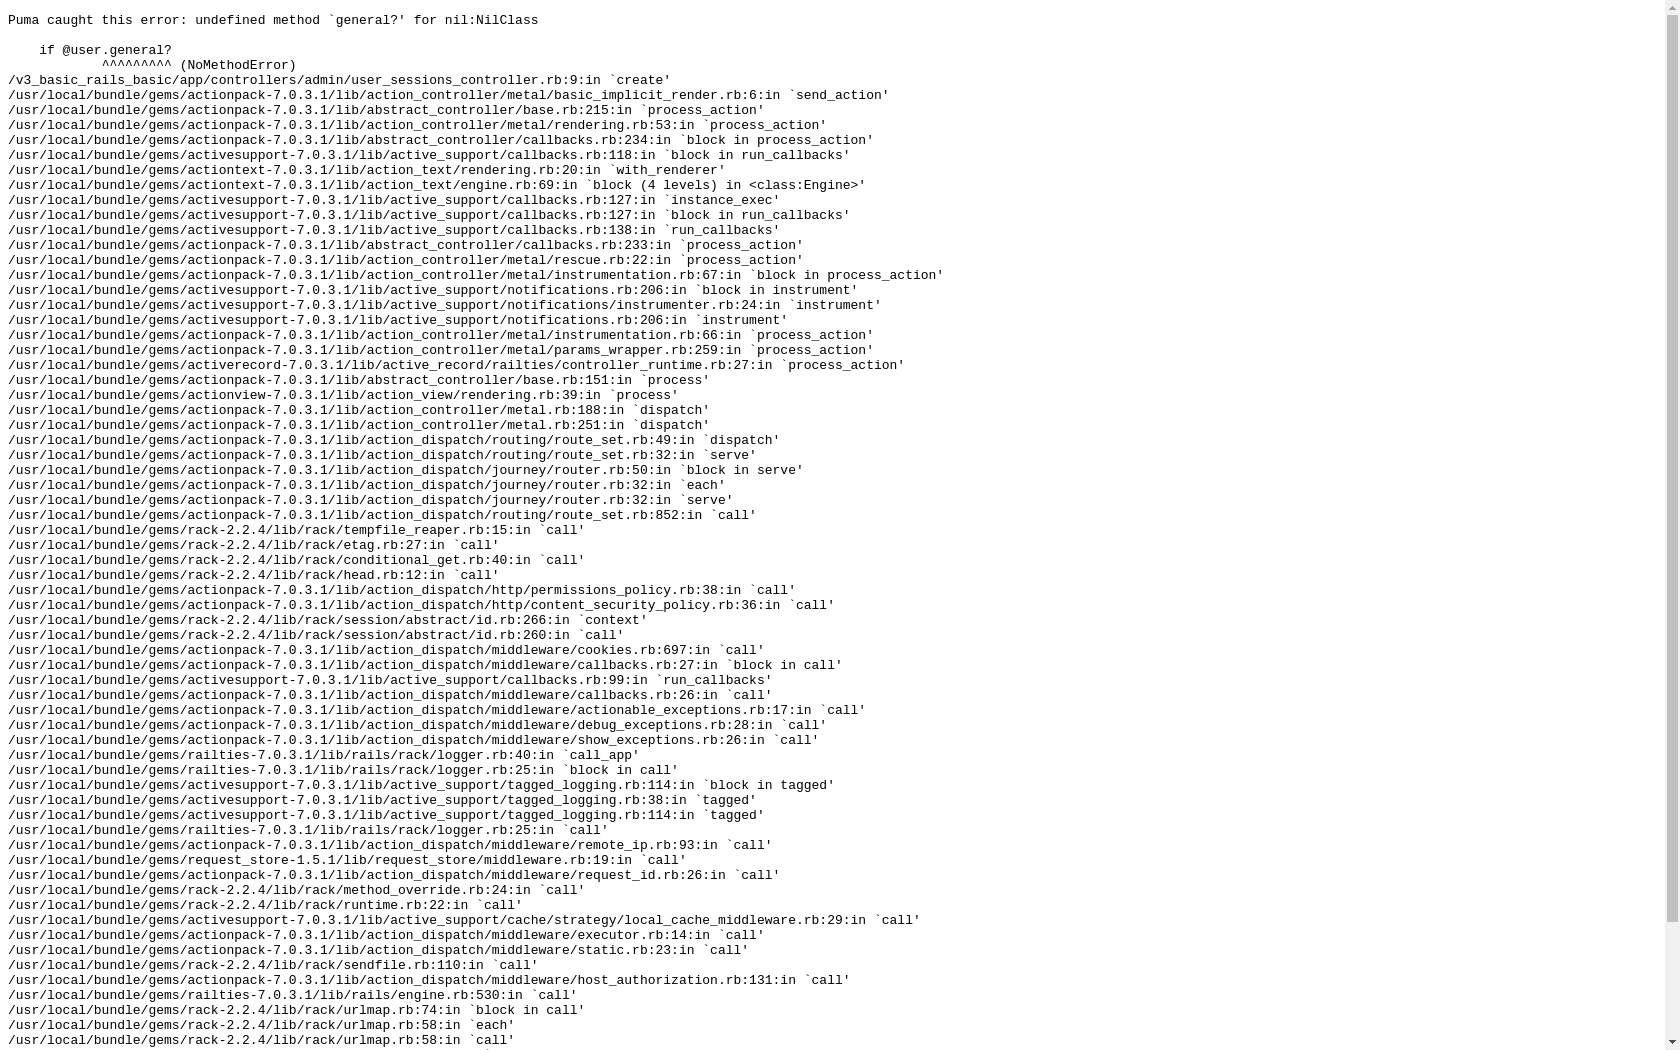 Puma caught this error: undefined method `general?' for nil:NilClass
if @user.general?
^^^^^^^^^ (NoMethodError)
/v3_basic_rails_basic/app/controllers/admin/user_sessions_controller.rb:9:in `create'
/usr/local/bundle/gems/actionpack-7.0.3.1/lib/action_controller/metal/basic_implicit_render.rb:6:in `send_action'
/usr/local/bundle/gems/actionpack-7.0.3.1/lib/abstract_controller/base.rb:215:in `process_action'
/usr/local/bundle/gems/actionpack-7.0.3.1/lib/action_controller/metal/rendering.rb:53:in `process_action'
/usr/local/bundle/gems/actionpack-7.0.3.1/lib/abstract_controller/callbacks.rb:234:in `block in process_action'
/usr/local/bundle/gems/activesupport-7.0.3.1/lib/active_support/callbacks.rb:118:in `block in run_callbacks'
/usr/local/bundle/gems/actiontext-7.0.3.1/lib/action_text/rendering.rb:20:in `with_renderer'
/usr/local/bundle/gems/actiontext-7.0.3.1/lib/action_text/engine.rb:69:in `block (4 levels) in <class:Engine>'
/usr/local/bundle/gems/activesupport-7.0.3.1/lib/active_support/callbacks.rb:127:in `instance_exec'
/usr/local/bundle/gems/activesupport-7.0.3.1/lib/active_support/callbacks.rb:127:in `block in run_callbacks'
/usr/local/bundle/gems/activesupport-7.0.3.1/lib/active_support/callbacks.rb:138:in `run_callbacks'
/usr/local/bundle/gems/actionpack-7.0.3.1/lib/abstract_controller/callbacks.rb:233:in `process_action'
/usr/local/bundle/gems/actionpack-7.0.3.1/lib/action_controller/metal/rescue.rb:22:in `process_action'
/usr/local/bundle/gems/actionpack-7.0.3.1/lib/action_controller/metal/instrumentation.rb:67:in `block in process_action'
/usr/local/bundle/gems/activesupport-7.0.3.1/lib/active_support/notifications.rb:206:in `block in instrument'
/usr/local/bundle/gems/activesupport-7.0.3.1/lib/active_support/notifications/instrumenter.rb:24:in `instrument'
/usr/local/bundle/gems/activesupport-7.0.3.1/lib/active_support/notifications.rb:206:in `instrument'
/usr/local/bundle/gems/actionpack-7.0.3.1/lib/action_controller/metal/instrumentation.rb:66:in `process_action'
/usr/local/bundle/gems/actionpack-7.0.3.1/lib/action_controller/metal/params_wrapper.rb:259:in `process_action'
/usr/local/bundle/gems/activerecord-7.0.3.1/lib/active_record/railties/controller_runtime.rb:27:in `process_action'
/usr/local/bundle/gems/actionpack-7.0.3.1/lib/abstract_controller/base.rb:151:in `process'
/usr/local/bundle/gems/actionview-7.0.3.1/lib/action_view/rendering.rb:39:in `process'
/usr/local/bundle/gems/actionpack-7.0.3.1/lib/action_controller/metal.rb:188:in `dispatch'
/usr/local/bundle/gems/actionpack-7.0.3.1/lib/action_controller/metal.rb:251:in `dispatch'
/usr/local/bundle/gems/actionpack-7.0.3.1/lib/action_dispatch/routing/route_set.rb:49:in `dispatch'
/usr/local/bundle/gems/actionpack-7.0.3.1/lib/action_dispatch/routing/route_set.rb:32:in `serve'
/usr/local/bundle/gems/actionpack-7.0.3.1/lib/action_dispatch/journey/router.rb:50:in `block in serve'
/usr/local/bundle/gems/actionpack-7.0.3.1/lib/action_dispatch/journey/router.rb:32:in `each'
/usr/local/bundle/gems/actionpack-7.0.3.1/lib/action_dispatch/journey/router.rb:32:in `serve'
/usr/local/bundle/gems/actionpack-7.0.3.1/lib/action_dispatch/routing/route_set.rb:852:in `call'
/usr/local/bundle/gems/rack-2.2.4/lib/rack/tempfile_reaper.rb:15:in `call'
/usr/local/bundle/gems/rack-2.2.4/lib/rack/etag.rb:27:in `call'
/usr/local/bundle/gems/rack-2.2.4/lib/rack/conditional_get.rb:40:in `call'
/usr/local/bundle/gems/rack-2.2.4/lib/rack/head.rb:12:in `call'
/usr/local/bundle/gems/actionpack-7.0.3.1/lib/action_dispatch/http/permissions_policy.rb:38:in `call'
/usr/local/bundle/gems/actionpack-7.0.3.1/lib/action_dispatch/http/content_security_policy.rb:36:in `call'
/usr/local/bundle/gems/rack-2.2.4/lib/rack/session/abstract/id.rb:266:in `context'
/usr/local/bundle/gems/rack-2.2.4/lib/rack/session/abstract/id.rb:260:in `call'
/usr/local/bundle/gems/actionpack-7.0.3.1/lib/action_dispatch/middleware/cookies.rb:697:in `call'
/usr/local/bundle/gems/actionpack-7.0.3.1/lib/action_dispatch/middleware/callbacks.rb:27:in `block in call'
/usr/local/bundle/gems/activesupport-7.0.3.1/lib/active_support/callbacks.rb:99:in `run_callbacks'
/usr/local/bundle/gems/actionpack-7.0.3.1/lib/action_dispatch/middleware/callbacks.rb:26:in `call'
/usr/local/bundle/gems/actionpack-7.0.3.1/lib/action_dispatch/middleware/actionable_exceptions.rb:17:in `call'
/usr/local/bundle/gems/actionpack-7.0.3.1/lib/action_dispatch/middleware/debug_exceptions.rb:28:in `call'
/usr/local/bundle/gems/actionpack-7.0.3.1/lib/action_dispatch/middleware/show_exceptions.rb:26:in `call'
/usr/local/bundle/gems/railties-7.0.3.1/lib/rails/rack/logger.rb:40:in `call_app'
/usr/local/bundle/gems/railties-7.0.3.1/lib/rails/rack/logger.rb:25:in `block in call'
/usr/local/bundle/gems/activesupport-7.0.3.1/lib/active_support/tagged_logging.rb:114:in `block in tagged'
/usr/local/bundle/gems/activesupport-7.0.3.1/lib/active_support/tagged_logging.rb:38:in `tagged'
/usr/local/bundle/gems/activesupport-7.0.3.1/lib/active_support/tagged_logging.rb:114:in `tagged'
/usr/local/bundle/gems/railties-7.0.3.1/lib/rails/rack/logger.rb:25:in `call'
/usr/local/bundle/gems/actionpack-7.0.3.1/lib/action_dispatch/middleware/remote_ip.rb:93:in `call'
/usr/local/bundle/gems/request_store-1.5.1/lib/request_store/middleware.rb:19:in `call'
/usr/local/bundle/gems/actionpack-7.0.3.1/lib/action_dispatch/middleware/request_id.rb:26:in `call'
/usr/local/bundle/gems/rack-2.2.4/lib/rack/method_override.rb:24:in `call'
/usr/local/bundle/gems/rack-2.2.4/lib/rack/runtime.rb:22:in `call'
/usr/local/bundle/gems/activesupport-7.0.3.1/lib/active_support/cache/strategy/local_cache_middleware.rb:29:in `call'
/usr/local/bundle/gems/actionpack-7.0.3.1/lib/action_dispatch/middleware/executor.rb:14:in `call'
/usr/local/bundle/gems/actionpack-7.0.3.1/lib/action_dispatch/middleware/static.rb:23:in `call'
/usr/local/bundle/gems/rack-2.2.4/lib/rack/sendfile.rb:110:in `call'
/usr/local/bundle/gems/actionpack-7.0.3.1/lib/action_dispatch/middleware/host_authorization.rb:131:in `call'
/usr/local/bundle/gems/railties-7.0.3.1/lib/rails/engine.rb:530:in `call'
/usr/local/bundle/gems/rack-2.2.4/lib/rack/urlmap.rb:74:in `block in call'
/usr/local/bundle/gems/rack-2.2.4/lib/rack/urlmap.rb:58:in `each'
/usr/local/bundle/gems/rack-2.2.4/lib/rack/urlmap.rb:58:in `call'